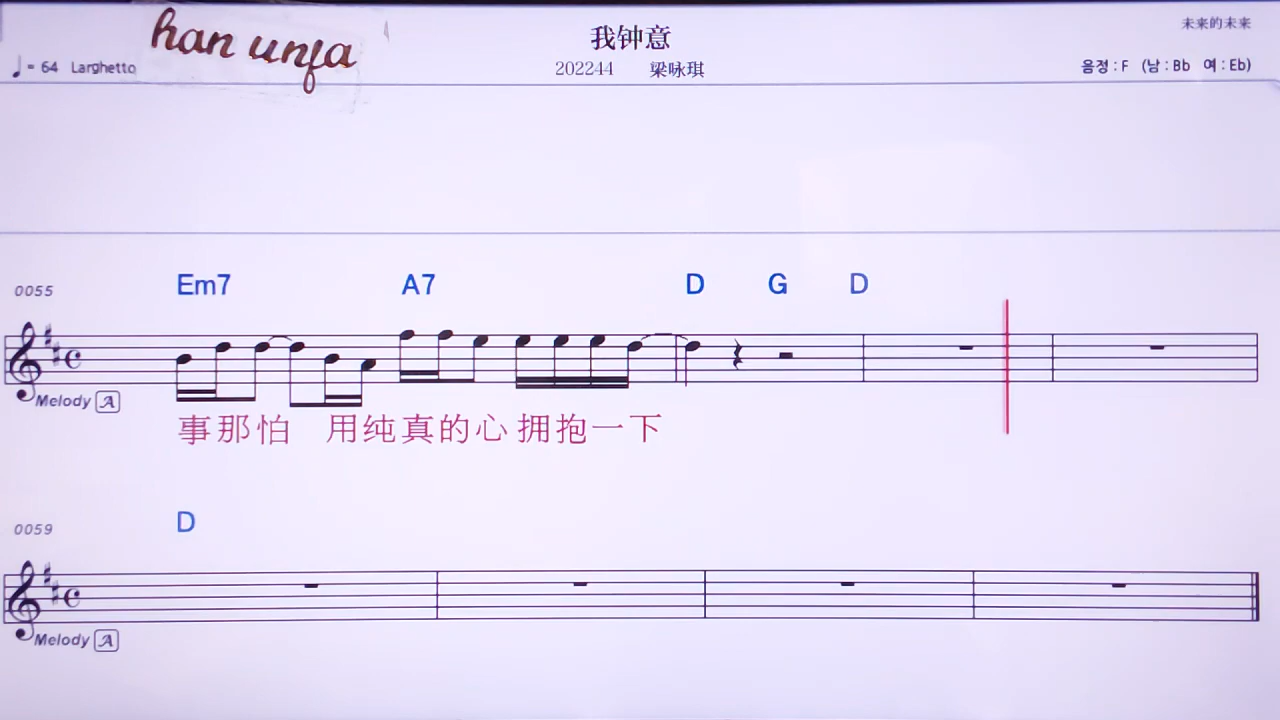 han unfa
我钟意
未来的未来
♩= 64 Larghetto
202244 梁咏琪
음정 : F (남 : Bb 여 : Eb)
Em7 A7 D G D
0055
Melody A
事那怕 用纯真的心拥抱一下
D
0059
Melody A